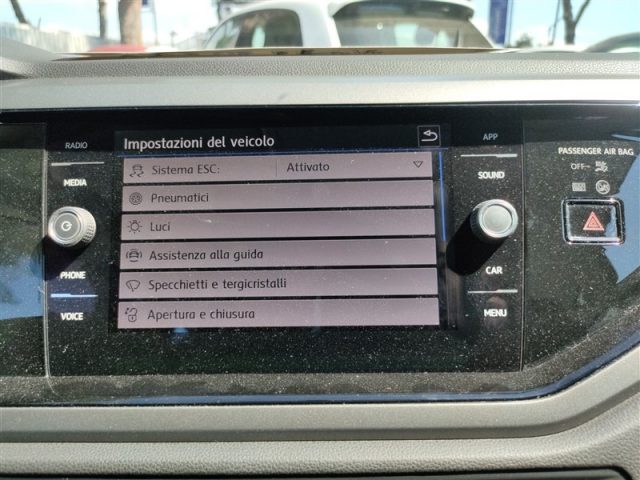 RADIO
MEDIA
PHONE
VOICE
Impostazioni del veicolo
Sistema ESC: Attivato
Pneumatici
Luci
Assistenza alla guida
Specchietti e tergicristalli
Apertura e chiusura
APP
SOUND
CAR
MENU
PASSENGER AIR BAG
OFF